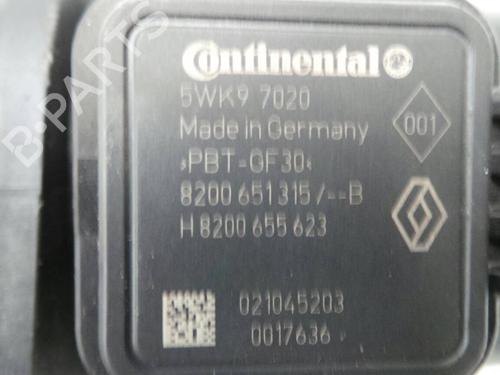 Continental
5WK9 7020
Made in Germany
001
>PBT-GF30<
8200 651 315 /--B
H 8200 655 623
021045203
0017636
B-PARTS